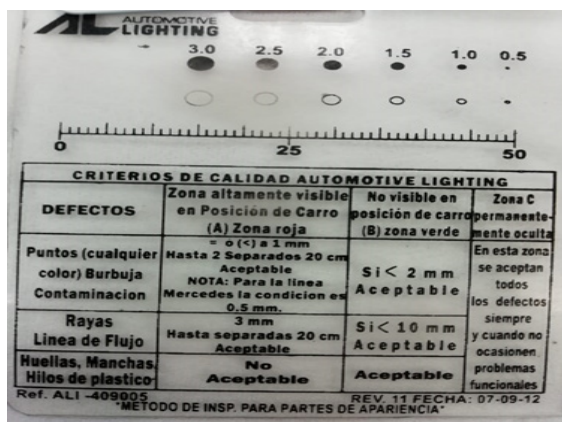 AL AUTOMOTIVE
LIGHTING
3.0 2.5 2.0 1.5 1.0 0.5
0 25 50
CRITERIOS DE CALIDAD AUTOMOTIVE LIGHTING
DEFECTOS
Zona altamente visible
en Posición de Carro
(A) Zona roja
No visible en
posición de carro
(B) zona verde
Zona C
permanente-
mente oculta
Puntos (cualquier
color) Burbuja
Contaminacion
= o (<) a 1 mm
Hasta 2 Separados 20 cm
Aceptable
NOTA: Para la linea
Mercedes la condicion es
0.5 mm.
Si < 2 mm
Aceptable
En esta zona
se aceptan
todos
los defectos
siempre
y cuando no
ocasionen
problemas
funcionales
Rayas
Linea de Flujo
3 mm
Hasta separadas 20 cm
Aceptable
Si < 10 mm
Aceptable
Huellas, Manchas,
Hilos de plastico
No
Aceptable
Aceptable
Ref. ALI -409005
REV. 11 FECHA: 07-09-12
"METODO DE INSP. PARA PARTES DE APARIENCIA"